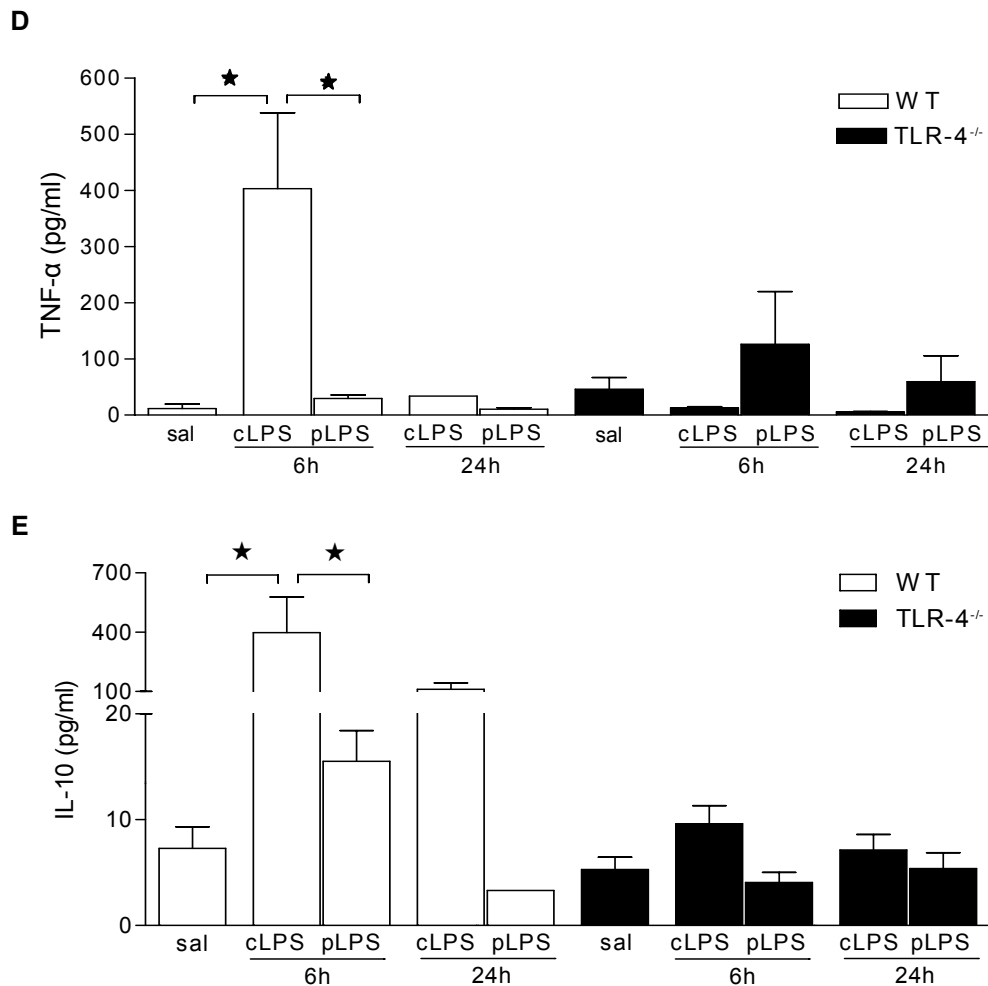 D
TNF-α (pg/ml)
600
500
400
300
200
100
0
WT
TLR-4-/-
sal cLPS pLPS cLPS pLPS sal cLPS pLPS cLPS pLPS
6h 24h 6h 24h
E
IL-10 (pg/ml)
700
400
100
20
10
0
WT
TLR-4-/-
sal cLPS pLPS cLPS pLPS sal cLPS pLPS cLPS pLPS
6h 24h 6h 24h